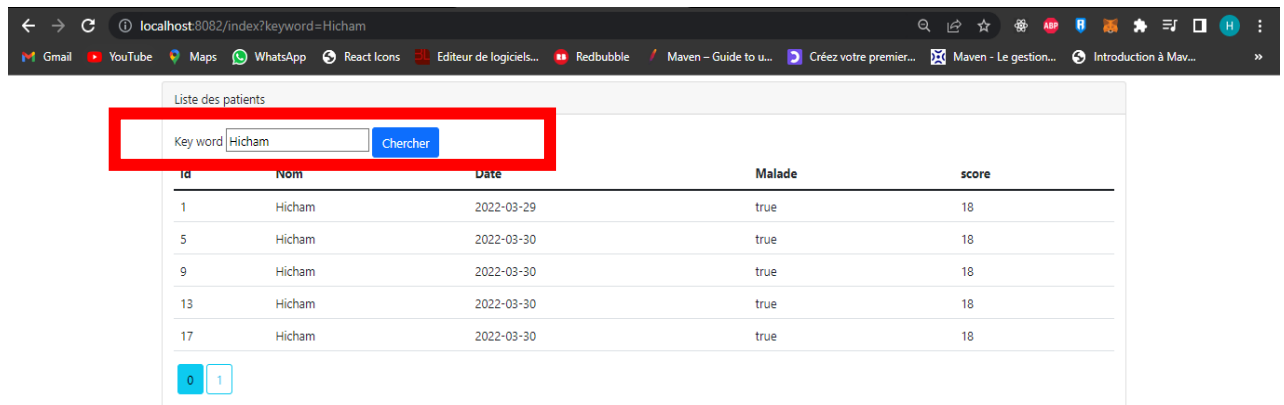 localhost:8082/index?keyword=Hicham
ABP
H
Gmail YouTube Maps WhatsApp React Icons Editeur de logiciels... Redbubble Maven – Guide to u... Créez votre premier... Maven - Le gestion... Introduction à Mav... »
Liste des patients
Key word Hicham Chercher
Id Nom Date Malade score
1 Hicham 2022-03-29 true 18
5 Hicham 2022-03-30 true 18
9 Hicham 2022-03-30 true 18
13 Hicham 2022-03-30 true 18
17 Hicham 2022-03-30 true 18
0 1